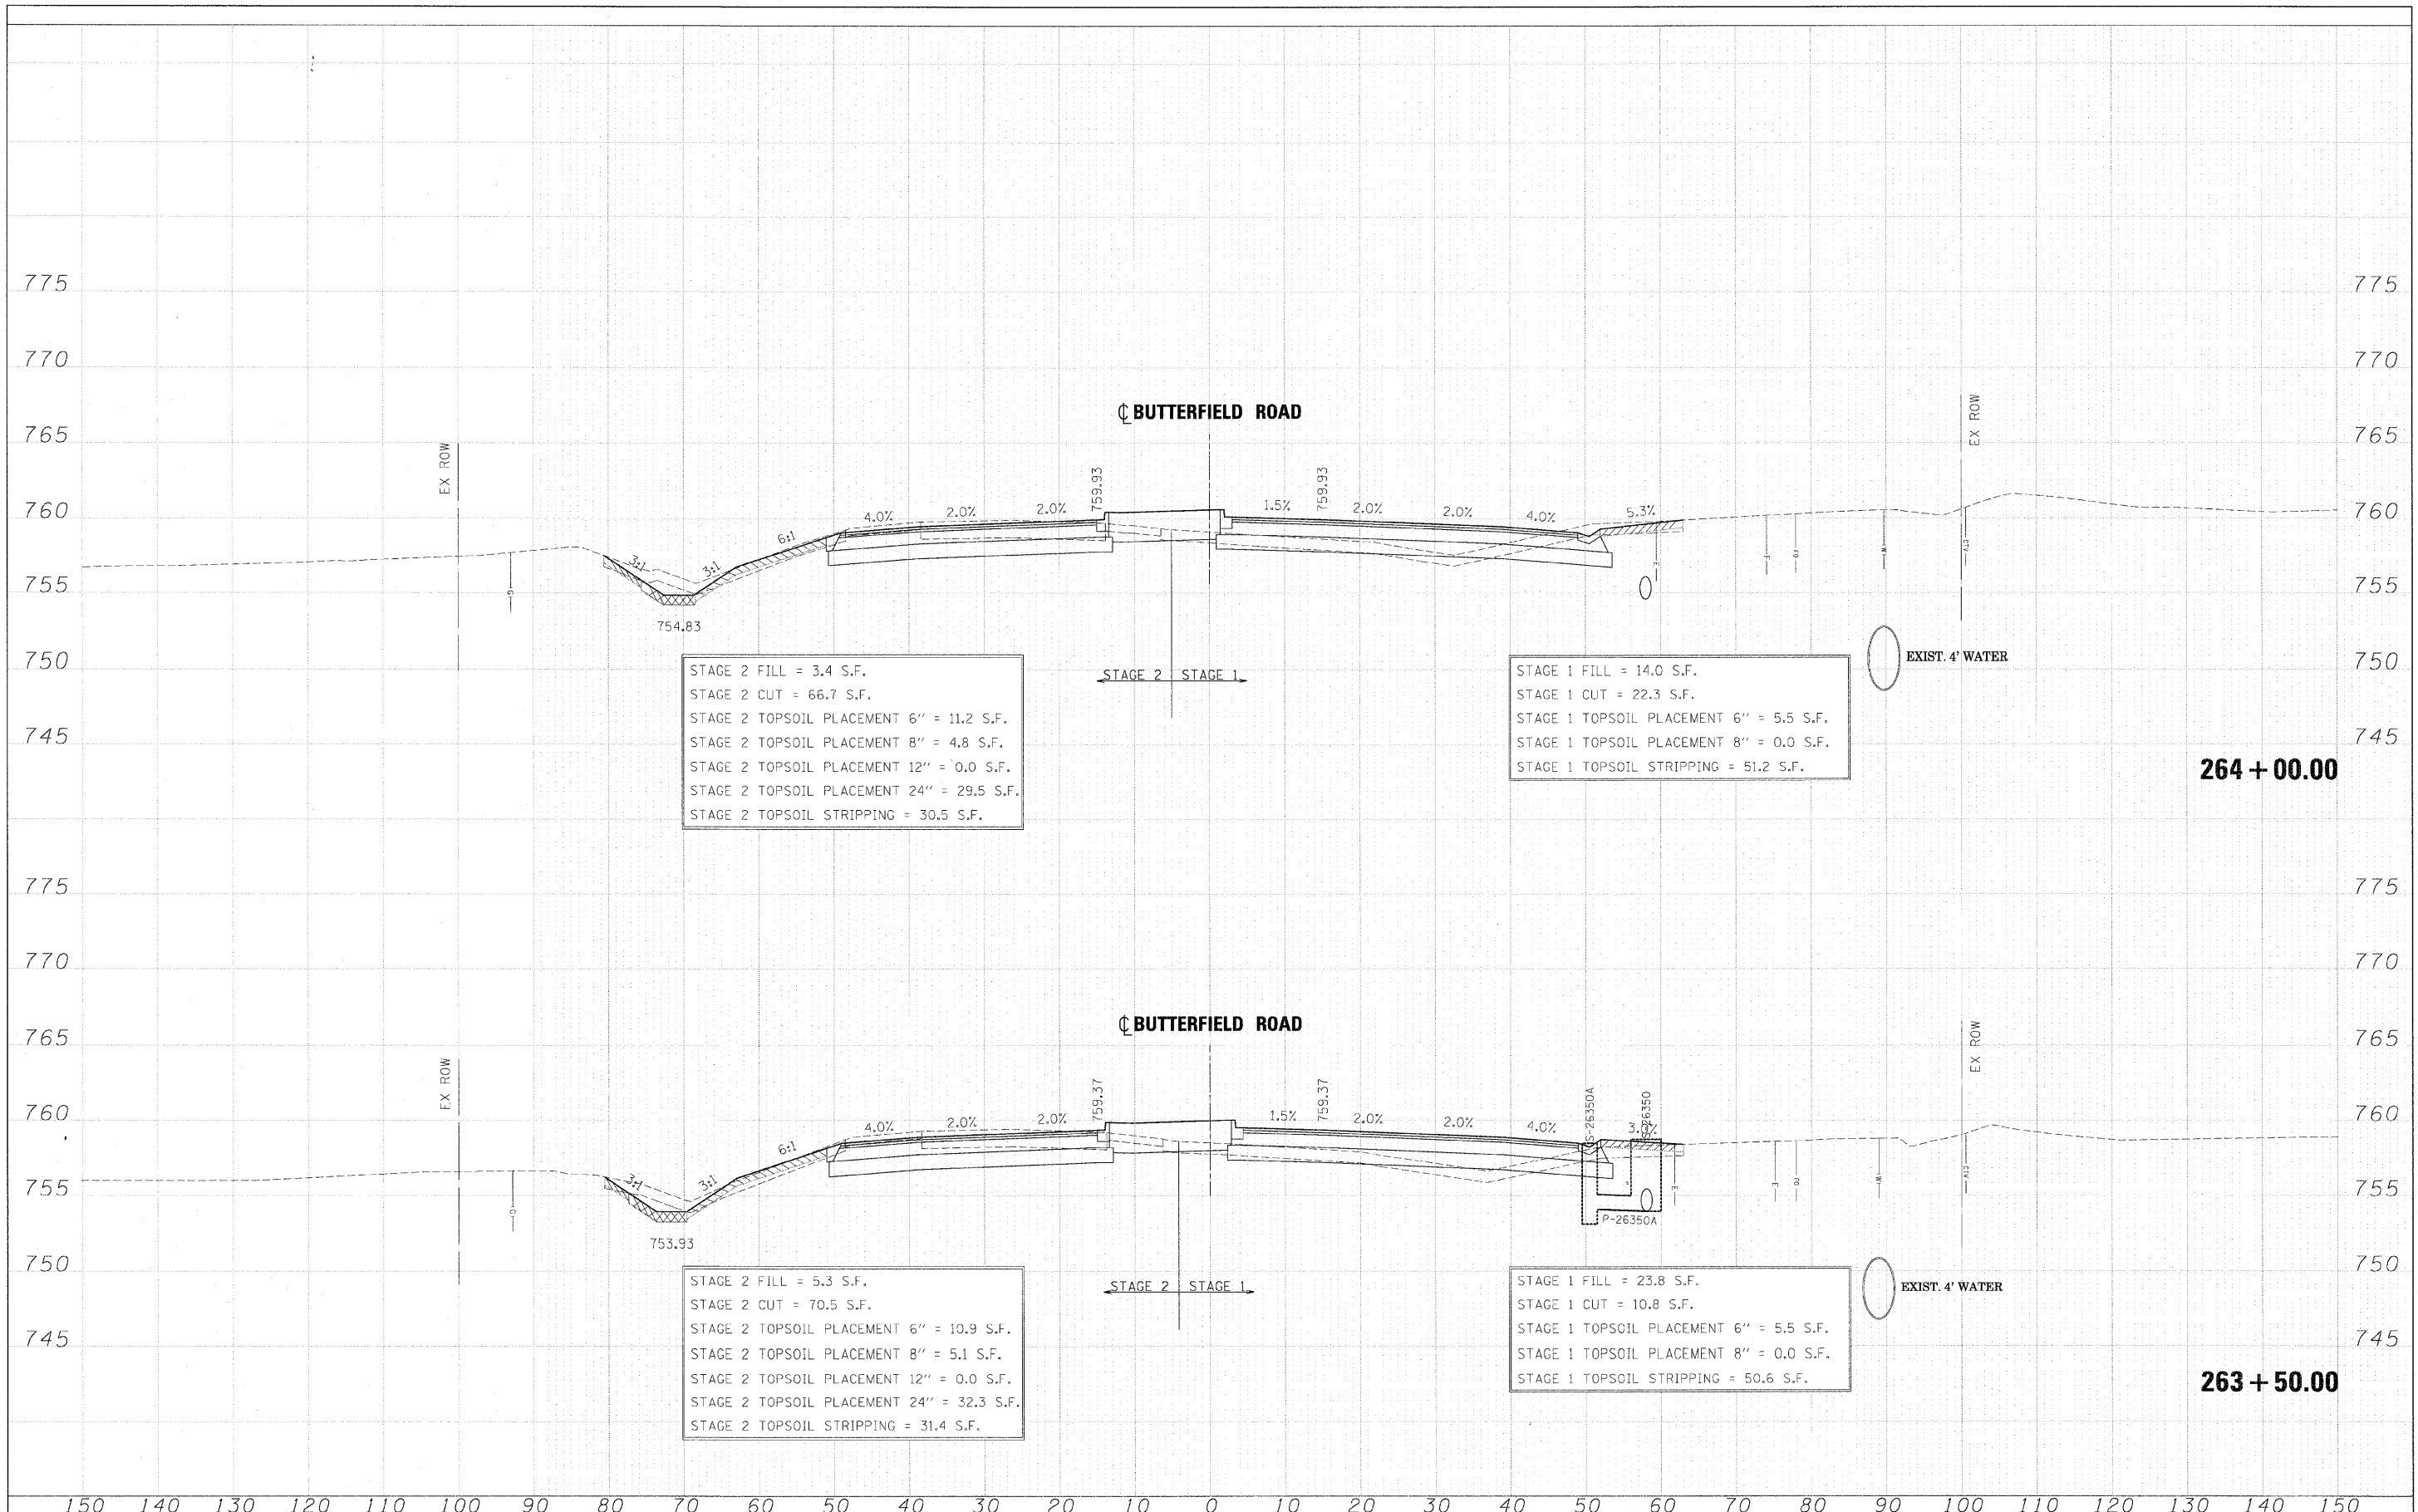 775 775
770 770
℄ BUTTERFIELD ROAD
765 765
EX ROW
EX ROW
759.93
759.93
760 760
4.0% 2.0% 2.0% 1.5% 2.0% 2.0% 4.0% 5.3%
6:1
3:1 3:1
G E F FO W CTV
755 755
754.83
750 750
EXIST. 4' WATER
STAGE 2 STAGE 1
STAGE 2 FILL = 3.4 S.F.
STAGE 2 CUT = 66.7 S.F.
STAGE 2 TOPSOIL PLACEMENT 6'' = 11.2 S.F.
STAGE 2 TOPSOIL PLACEMENT 8'' = 4.8 S.F.
STAGE 2 TOPSOIL PLACEMENT 12'' = 0.0 S.F.
STAGE 2 TOPSOIL PLACEMENT 24'' = 29.5 S.F.
STAGE 2 TOPSOIL STRIPPING = 30.5 S.F.
STAGE 1 FILL = 14.0 S.F.
STAGE 1 CUT = 22.3 S.F.
STAGE 1 TOPSOIL PLACEMENT 6'' = 5.5 S.F.
STAGE 1 TOPSOIL PLACEMENT 8'' = 0.0 S.F.
STAGE 1 TOPSOIL STRIPPING = 51.2 S.F.
745 745
264 + 00.00
775 775
770 770
℄ BUTTERFIELD ROAD
765 765
EX ROW
EX ROW
759.37
759.37
S-26350A
760 760
4.0% 2.0% 2.0% 1.5% 2.0% 2.0% 4.0%
6:1
3:1 3:1
G E E FO W CTV
755 755
P-26350A
753.93
750 750
EXIST. 4' WATER
STAGE 2 STAGE 1
STAGE 2 FILL = 5.3 S.F.
STAGE 2 CUT = 70.5 S.F.
STAGE 2 TOPSOIL PLACEMENT 6'' = 10.9 S.F.
STAGE 2 TOPSOIL PLACEMENT 8'' = 5.1 S.F.
STAGE 2 TOPSOIL PLACEMENT 12'' = 0.0 S.F.
STAGE 2 TOPSOIL PLACEMENT 24'' = 32.3 S.F.
STAGE 2 TOPSOIL STRIPPING = 31.4 S.F.
STAGE 1 FILL = 23.8 S.F.
STAGE 1 CUT = 10.8 S.F.
STAGE 1 TOPSOIL PLACEMENT 6'' = 5.5 S.F.
STAGE 1 TOPSOIL PLACEMENT 8'' = 0.0 S.F.
STAGE 1 TOPSOIL STRIPPING = 50.6 S.F.
745 745
263 + 50.00
150 140 130 120 110 100 90 80 70 60 50 40 30 20 10 0 10 20 30 40 50 60 70 80 90 100 110 120 130 140 150